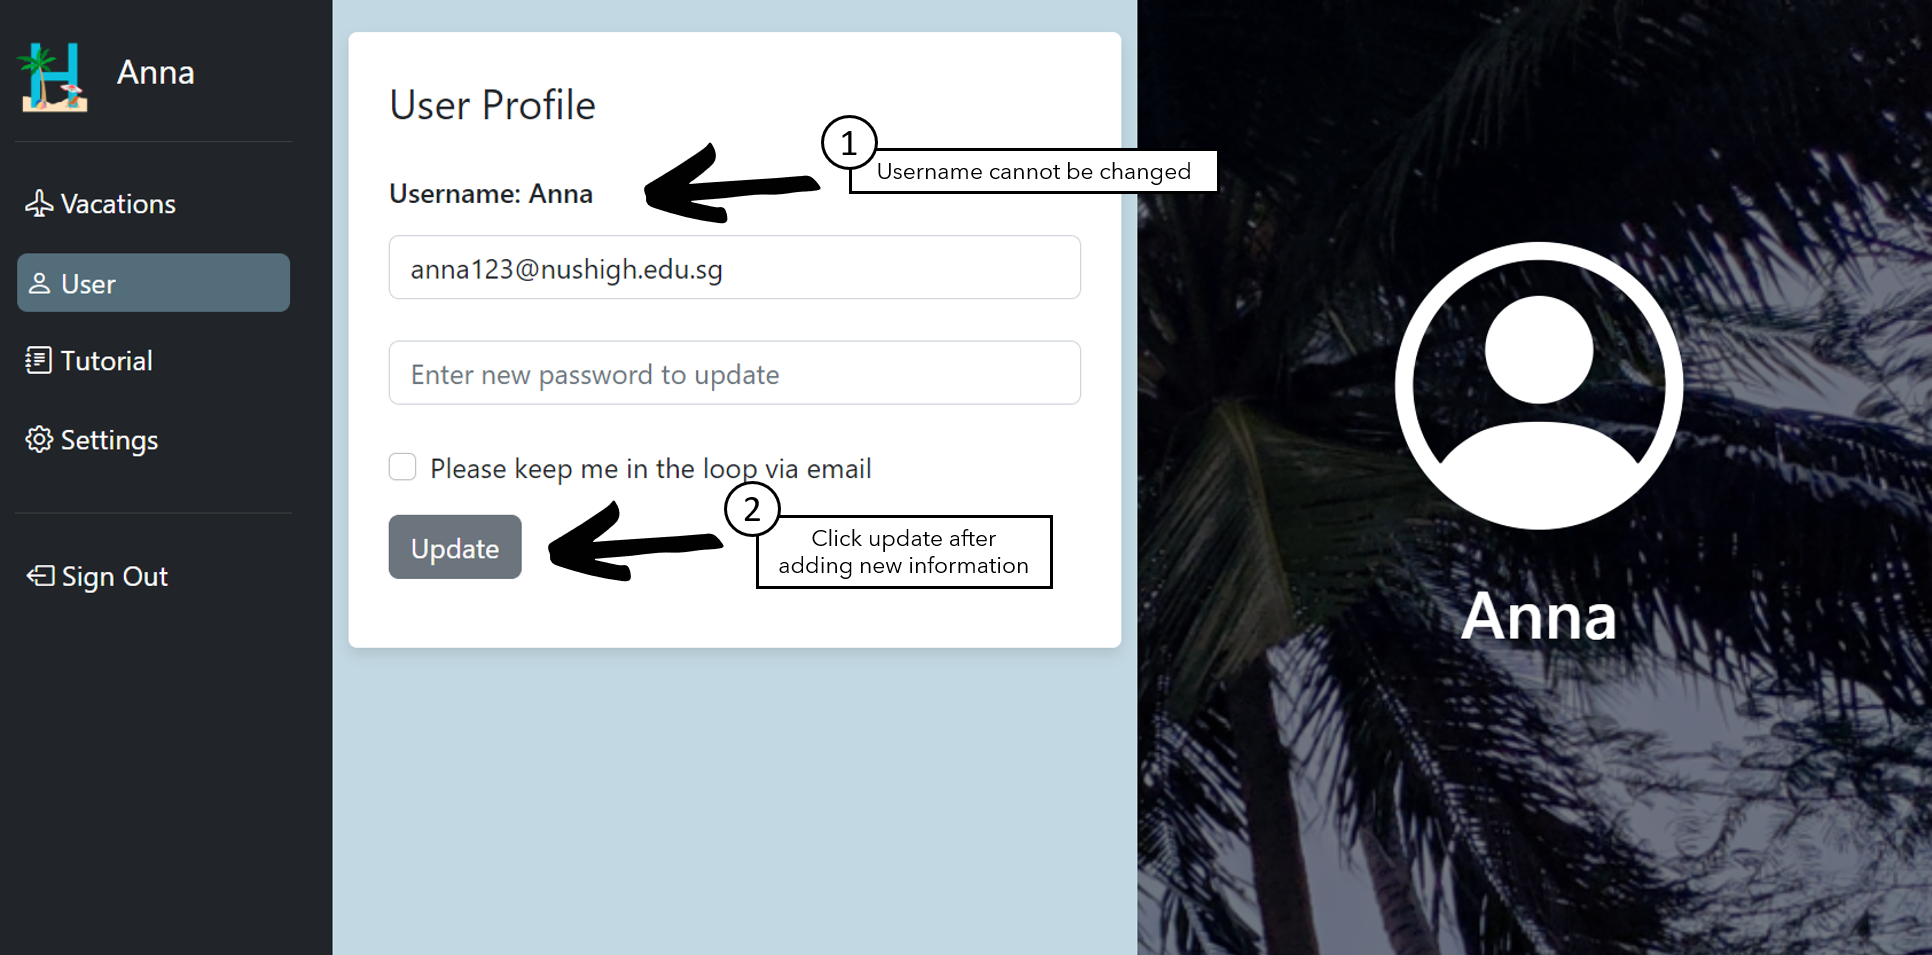 Anna
Vacations
User
Tutorial
Settings
Sign Out
User Profile
1
Username cannot be changed
Username: Anna
anna123@nushigh.edu.sg
Enter new password to update
Please keep me in the loop via email
2
Click update after
adding new information
Update
Anna